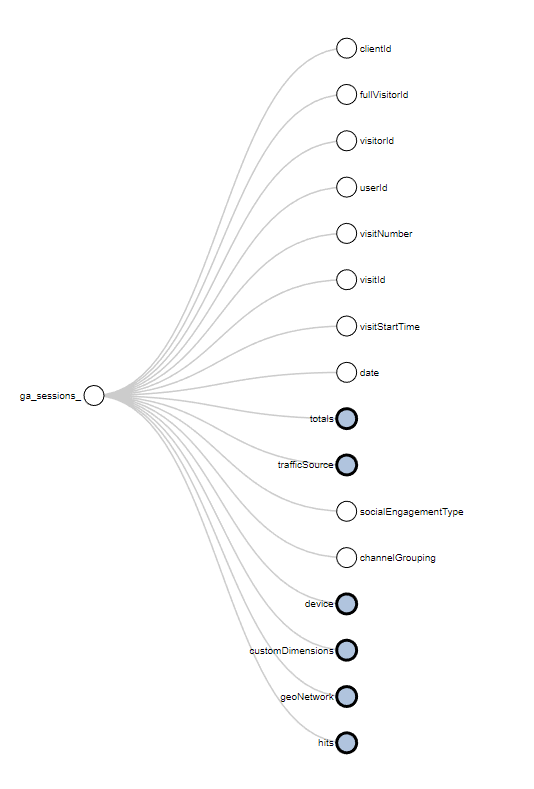 clientId
fullVisitorId
visitorId
userId
visitNumber
visitId
visitStartTime
date
ga_sessions_
totals
trafficSource
socialEngagementType
channelGrouping
device
customDimensions
geoNetwork
hits